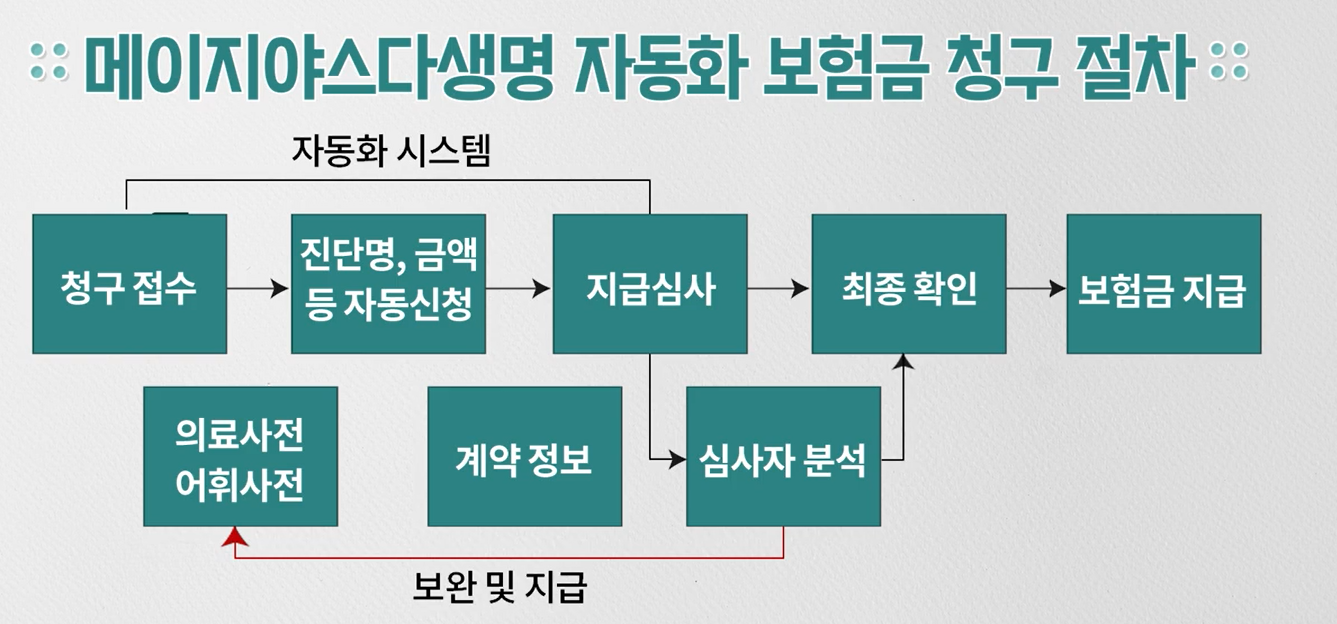 메이지야스다생명 자동화 보험금 청구 절차
자동화 시스템
청구 접수
진단명, 금액
등 자동신청
지급심사
최종 확인
보험금 지급
의료사전
어휘사전
계약 정보
심사자 분석
보완 및 지급